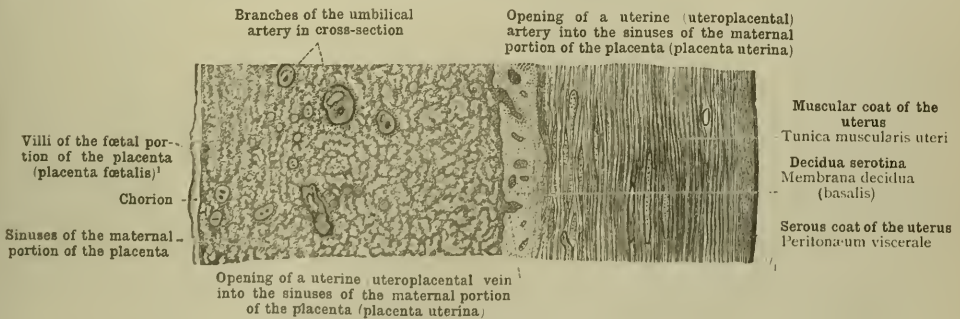 Branches of the umbilical
artery in cross-section
Opening of a uterine (uteroplacental)
artery into the sinuses of the maternal
portion of the placenta (placenta uterina)
Villi of the fœtal por-
tion of the placenta
(placenta fœtalis)¹
Chorion
Sinuses of the maternal
portion of the placenta
Opening of a uterine uteroplacental vein
into the sinuses of the maternal portion
of the placenta (placenta uterina)
Muscular coat of the
uterus
Tunica muscularis uteri
Decidua serotina
Membrana decidua
(basalis)
Serous coat of the uterus
Peritonæum viscerale